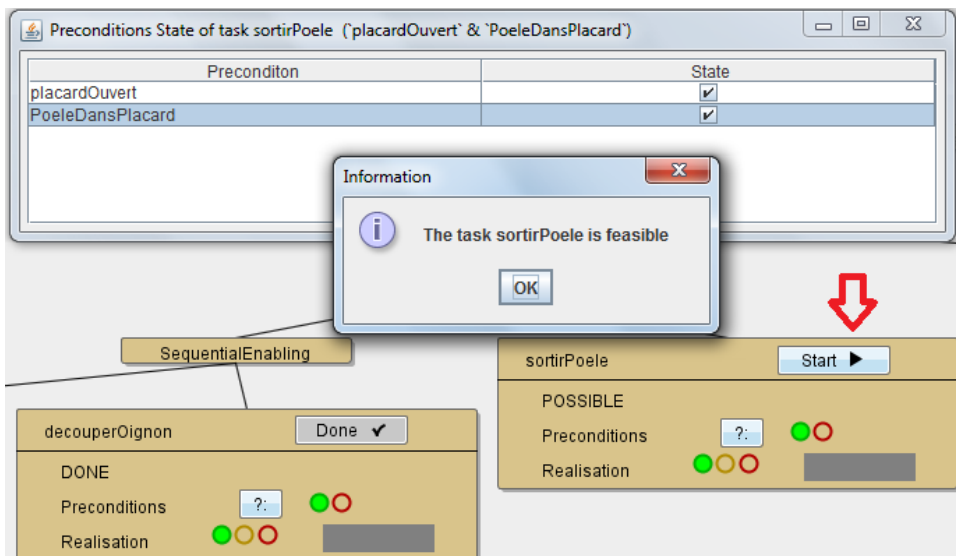 Preconditions State of task sortirPoele (`placardOuvert` & `PoeleDansPlacard`)
Preconditon State
placardOuvert
PoeleDansPlacard
Information
The task sortirPoele is feasible
OK
SequentialEnabling
sortirPoele Start
POSSIBLE
Preconditions ?:
Realisation
decouperOignon Done
DONE
Preconditions ?:
Realisation